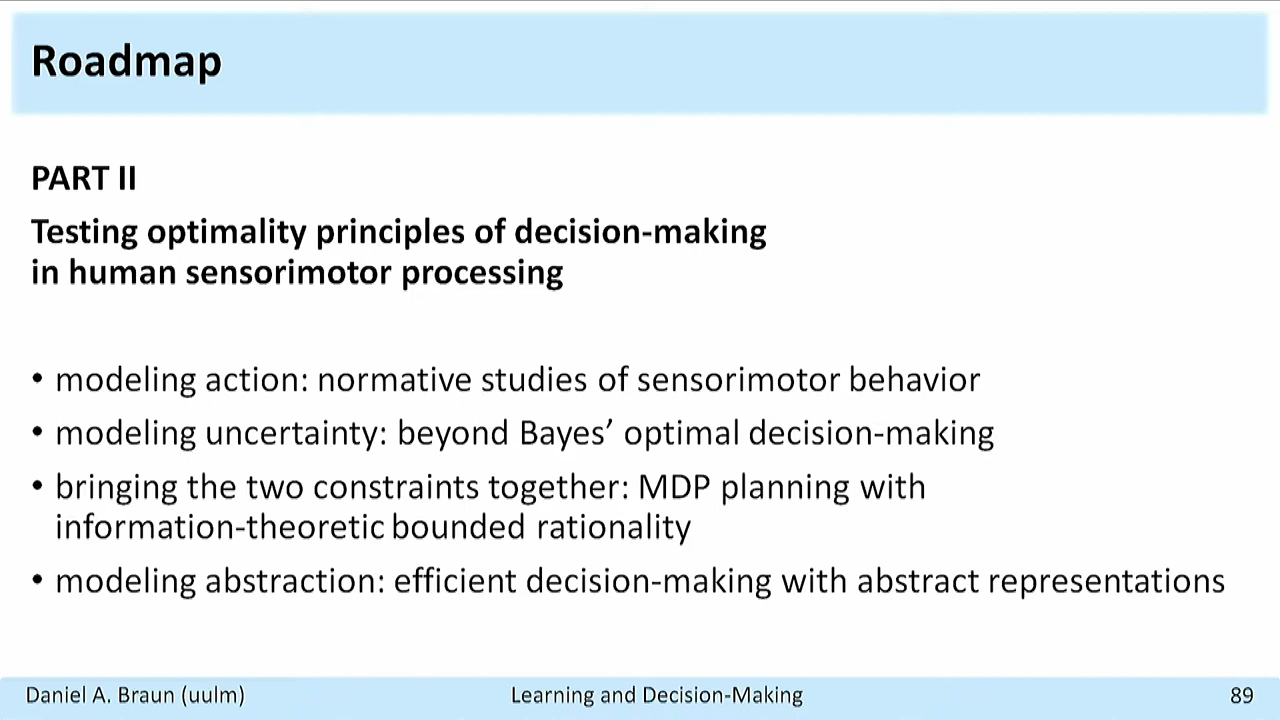 Roadmap
PART II
Testing optimality principles of decision-making
in human sensorimotor processing
• modeling action: normative studies of sensorimotor behavior
• modeling uncertainty: beyond Bayes’ optimal decision-making
• bringing the two constraints together: MDP planning with
information-theoretic bounded rationality
• modeling abstraction: efficient decision-making with abstract representations
Daniel A. Braun (uulm)
Learning and Decision-Making
89